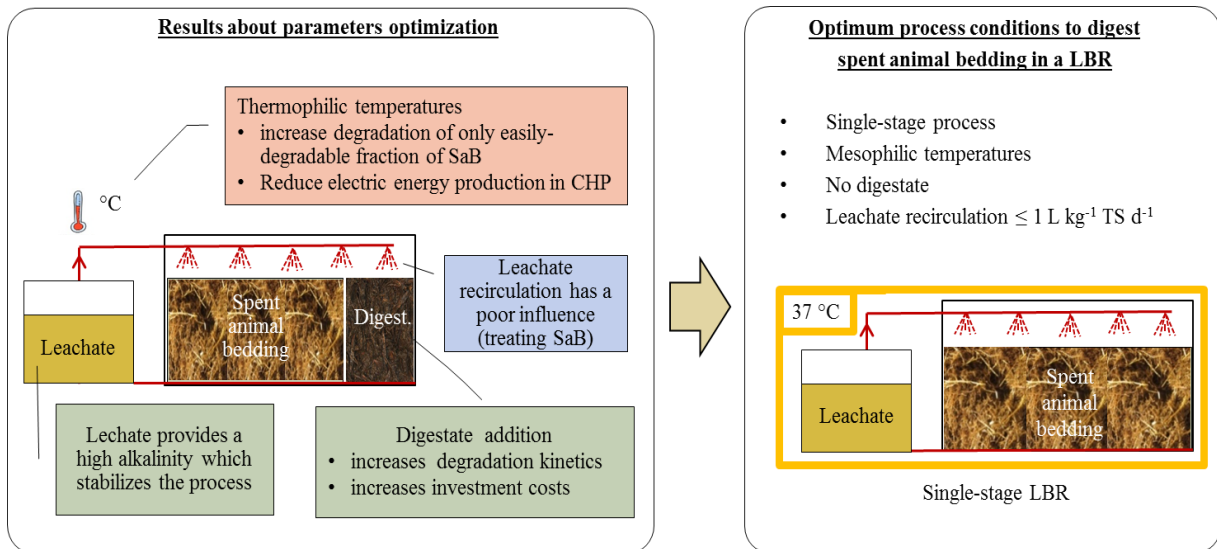 Results about parameters optimization
Thermophilic temperatures
• increase degradation of only easily-
degradable fraction of SaB
• Reduce electric energy production in CHP
°C
Leachate
recirculation has a
poor influence
(treating SaB)
Spent
animal
bedding
Digest.
Leachate
Lechate provides a
high alkalinity which
stabilizes the process
Digestate addition
• increases degradation kinetics
• increases investment costs
Optimum process conditions to digest
spent animal bedding in a LBR
• Single-stage process
• Mesophilic temperatures
• No digestate
• Leachate recirculation ≤ 1 L kg⁻¹ TS d⁻¹
37 °C
Leachate
Spent
animal
bedding
Single-stage LBR